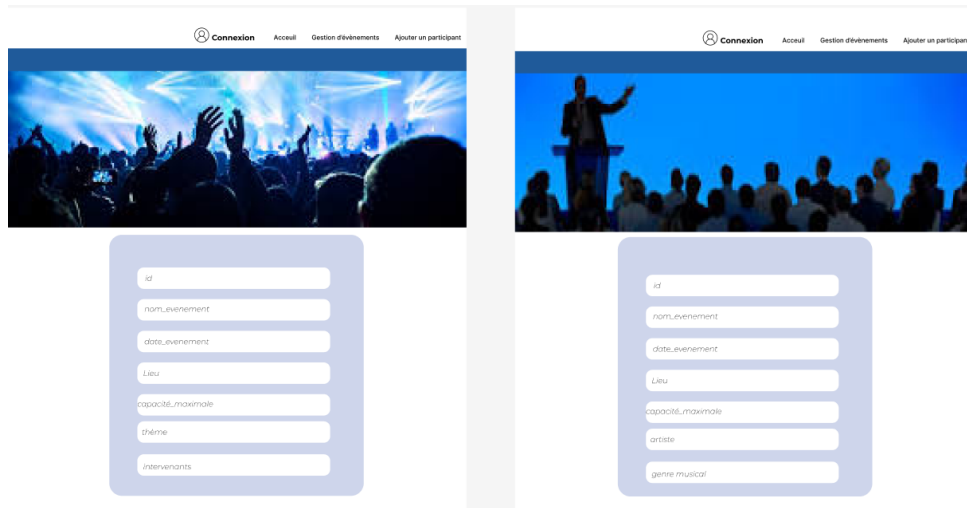 Connexion Acceuil Gestion d'évènements Ajouter un participant
id
nom_evenement
date_evenement
Lieu
capacité_maximale
thème
intervenants
Connexion Acceuil Gestion d'évènements Ajouter un participan
id
nom_evenement
date_evenement
Lieu
capacité_maximale
artiste
genre musical